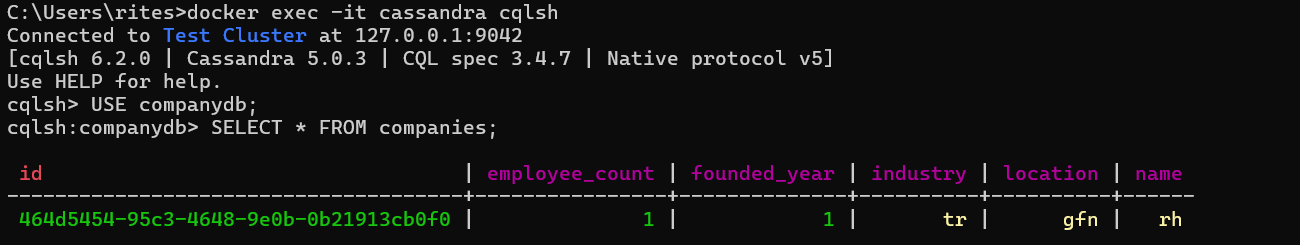 C:\Users\rites>docker exec -it cassandra cqlsh
Connected to Test Cluster at 127.0.0.1:9042
[cqlsh 6.2.0 | Cassandra 5.0.3 | CQL spec 3.4.7 | Native protocol v5]
Use HELP for help.
cqlsh> USE companydb;
cqlsh:companydb> SELECT * FROM companies;
id | employee_count | founded_year | industry | location | name
--------------------------------------+----------------+--------------+----------+----------+------
464d5454-95c3-4648-9e0b-0b21913cb0f0 | 1 | 1 | tr | gfn | rh